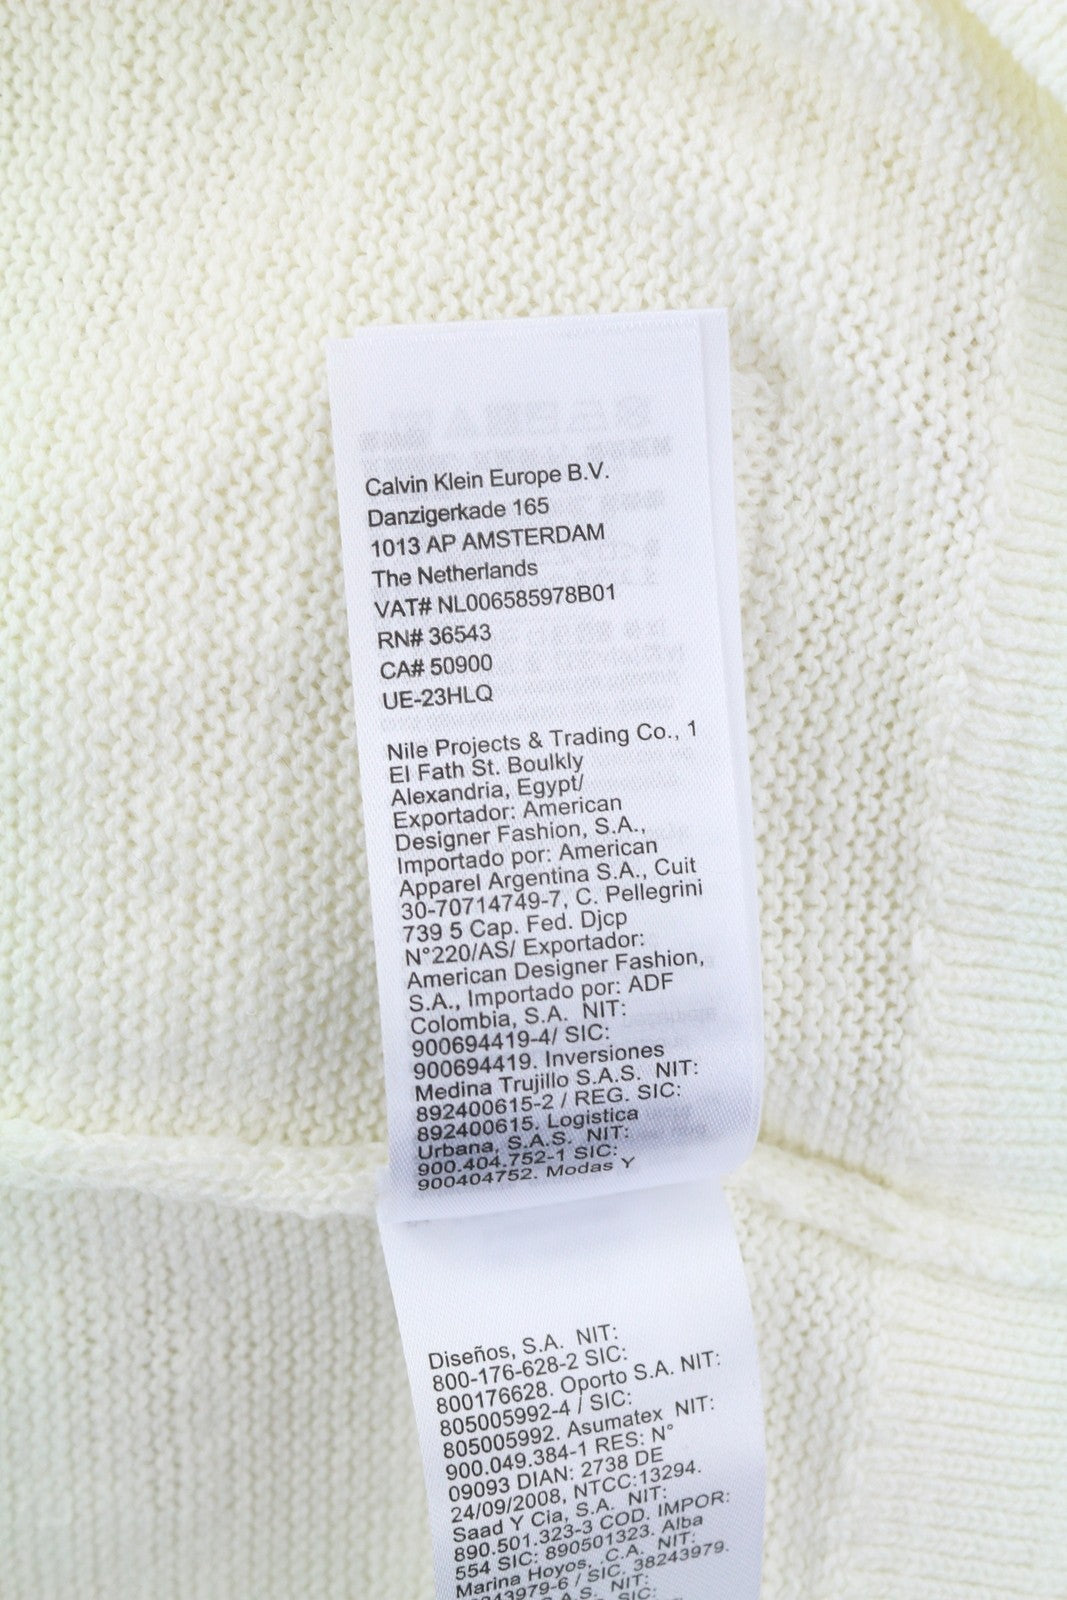 Calvin Klein Europe B.V.
Danzigerkade 165
1013 AP AMSTERDAM
The Netherlands
VAT# NL006585978B01
RN# 36543
CA# 50900
UE-23HLQ
Nile Projects & Trading Co., 1
El Fath St. Boulkly
Alexandria, Egypt/
Exportador: American
Designer Fashion, S.A.,
Importado por: American
Apparel Argentina S.A., Cuit
30-70714749-7, C. Pellegrini
739 5 Cap. Fed. Djcp
N°220/AS/ Exportador:
American Designer Fashion,
S.A., Importado por: ADF
Colombia, S.A. NIT:
900694419-4/ SIC:
900694419. Inversiones
Medina Trujillo S.A.S. NIT:
892400615-2 / REG. SIC:
892400615. Logistica
Urbana, S.A.S. NIT:
900.404.752-1 SIC:
900404752. Modas Y
Diseños, S.A. NIT:
800-176-628-2 SIC:
800176628. Oporto S.A. NIT:
805005992-4 / SIC:
805005992. Asumatex NIT:
900.049.384-1 RES: N°
09093 DIAN: 2738 DE
24/09/2008, NTCC:13294.
Saad Y Cia, S.A. NIT:
890.501.323-3 COD. IMPOR:
554 SIC: 890501323. Alba
Marina Hoyos, C.A. NIT:
243979-6 / SIC. 38243979.
A.S. NIT:
SIC: